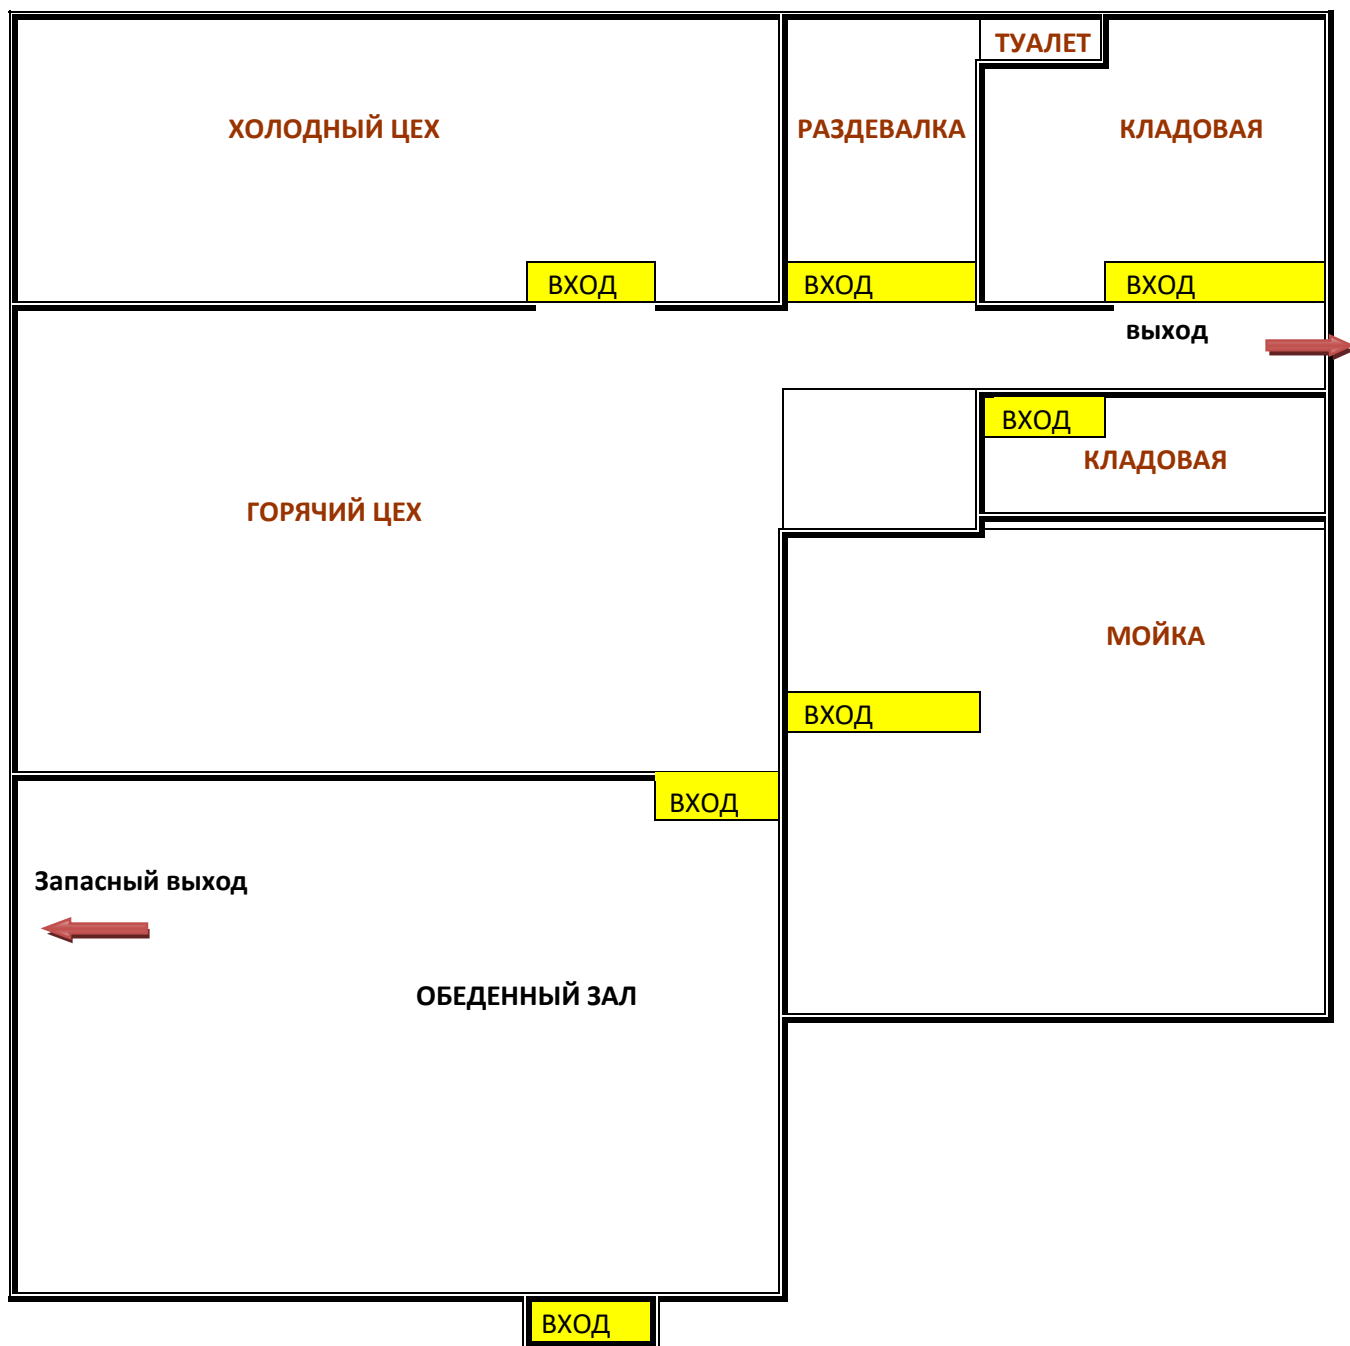 ТУАЛЕТ
ХОЛОДНЫЙ ЦЕХ
РАЗДЕВАЛКА
КЛАДОВАЯ
ВХОД
ВХОД
ВХОД
выход
ВХОД
КЛАДОВАЯ
ГОРЯЧИЙ ЦЕХ
МОЙКА
ВХОД
ВХОД
Запасный выход
ОБЕДЕННЫЙ ЗАЛ
ВХОД